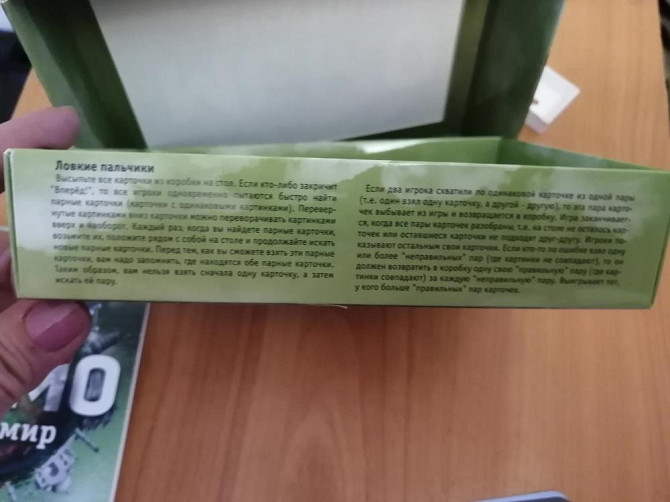 Ловкие пальчики
Высыпьте все карточки из коробки на стол. Если кто-либо закричит
"Вперёд!", то все игроки одновременно пытаются быстро найти
парные карточки (карточки с одинаковыми картинками). Перевер-
нутые картинками вниз карточки можно переворачивать картинками
вверх и наоборот. Каждый раз, когда вы найдете парные карточки,
возьмите их, положите рядом с собой на столе и продолжайте искать
новые парные карточки. Перед тем, как вы сможете взять эти парные
карточки, вам надо запомнить, где находятся обе парные карточки.
Таким образом, вам нельзя взять сначала одну карточку, а затем
искать её пару.
Если два игрока схватили по одинаковой карточке из одной пары
(т.е. один взял одну карточку, а другой - другую), то эта пара карто-
чек выбывает из игры и возвращается в коробку. Игра заканчивает-
ся, когда все пары карточек разобраны, т.е. на столе не осталось кар-
точек или оставшиеся карточки не подходят друг-другу. Игроки по-
казывают остальным свои карточки. Если кто-то по ошибке взял одну
или более "неправильных" пар (где картинки не совпадают), то он
должен возвратить в коробку одну свою "правильную" пару (где кар-
тинки совпадают) за каждую "неправильную" пару. Выигрывает тот,
у кого больше "правильных" пар карточек.
МО
мир